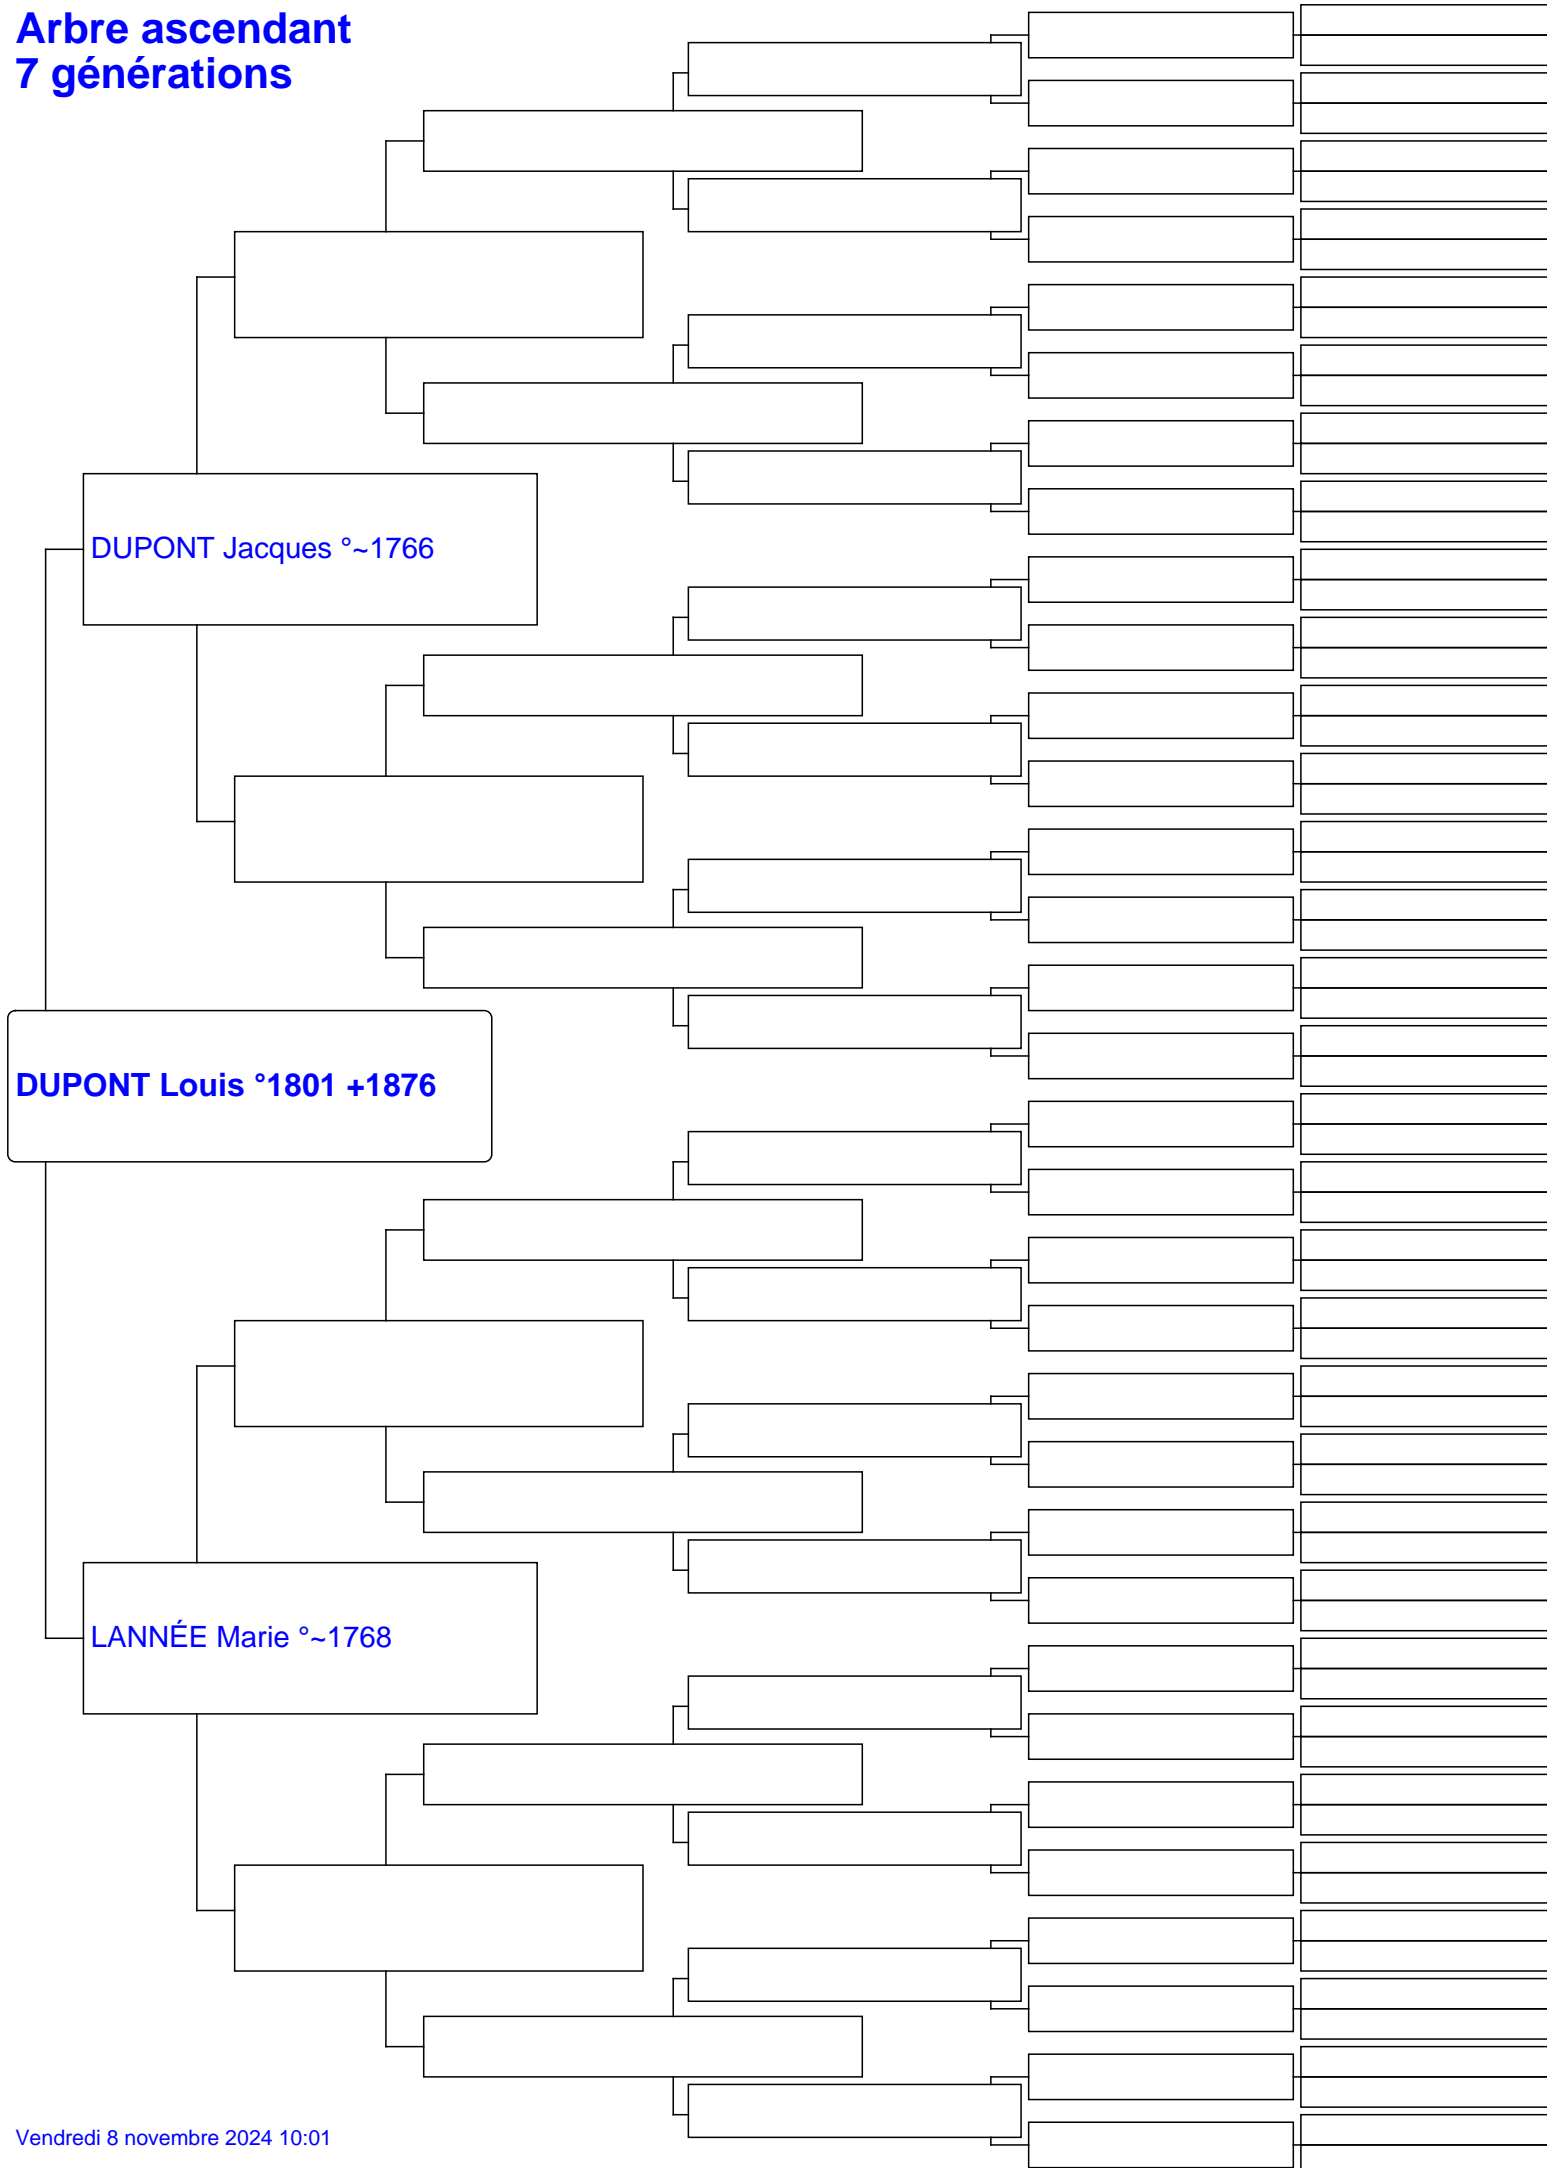 Arbre ascendant
7 générations
DUPONT Jacques °~1766
DUPONT Louis °1801 +1876
LANNÉE Marie °~1768
Vendredi 8 novembre 2024 10:01